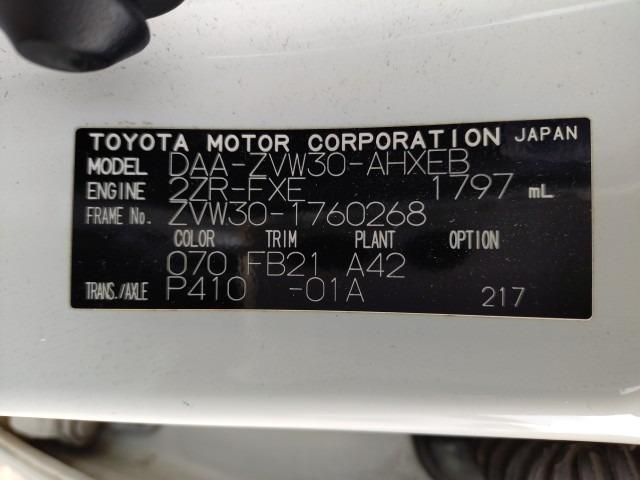 TOYOTA MOTOR CORPORATION JAPAN
MODEL DAA-ZVW30-AHXEB
ENGINE 2ZR-FXE 1797 mL
FRAME No. ZVW30-1760268
COLOR TRIM PLANT OPTION
070 FB21 A42
TRANS./AXLE P410 -01A 217